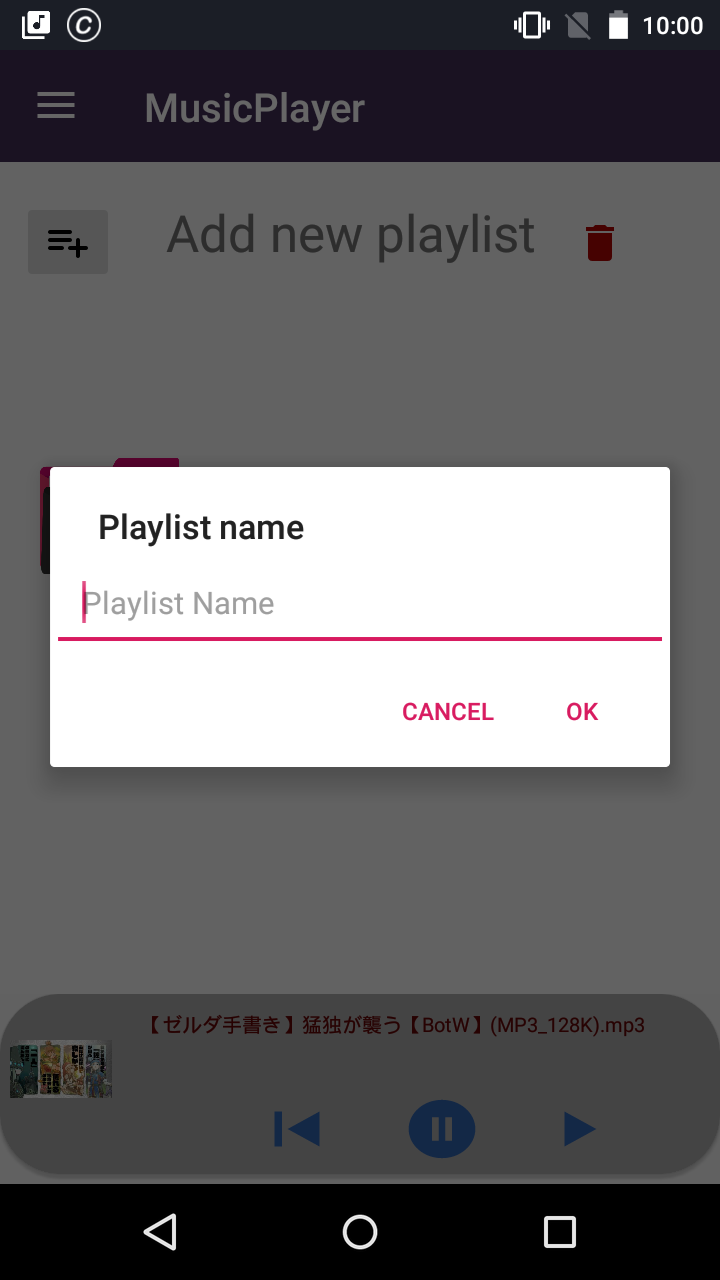 10:00
MusicPlayer
Add new playlist
Playlist name
Playlist Name
CANCEL OK
【ゼルダ手書き】猛独が襲う【BotW】(MP3_128K).mp3